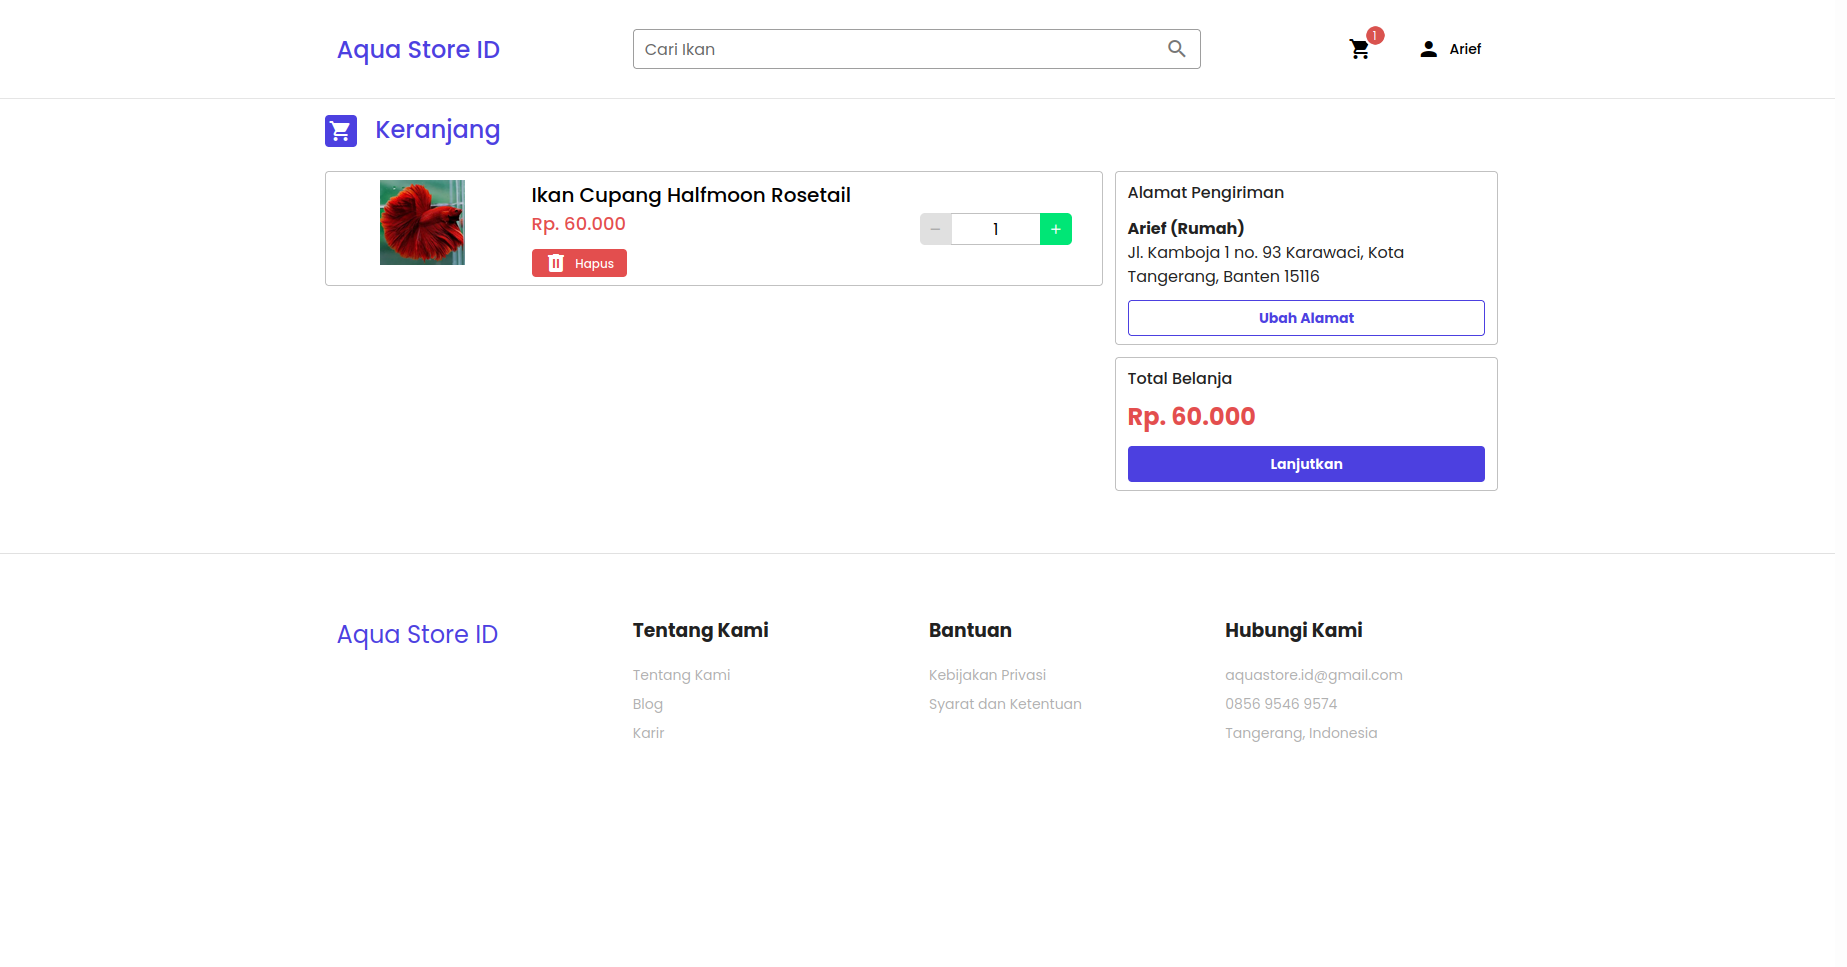 Aqua Store ID
Cari Ikan
1
Arief
Keranjang
Ikan Cupang Halfmoon Rosetail
Rp. 60.000
Hapus
− 1 +
Alamat Pengiriman
Arief (Rumah)
Jl. Kamboja 1 no. 93 Karawaci, Kota
Tangerang, Banten 15116
Ubah Alamat
Total Belanja
Rp. 60.000
Lanjutkan
Aqua Store ID
Tentang Kami
Tentang Kami
Blog
Karir
Bantuan
Kebijakan Privasi
Syarat dan Ketentuan
Hubungi Kami
aquastore.id@gmail.com
0856 9546 9574
Tangerang, Indonesia